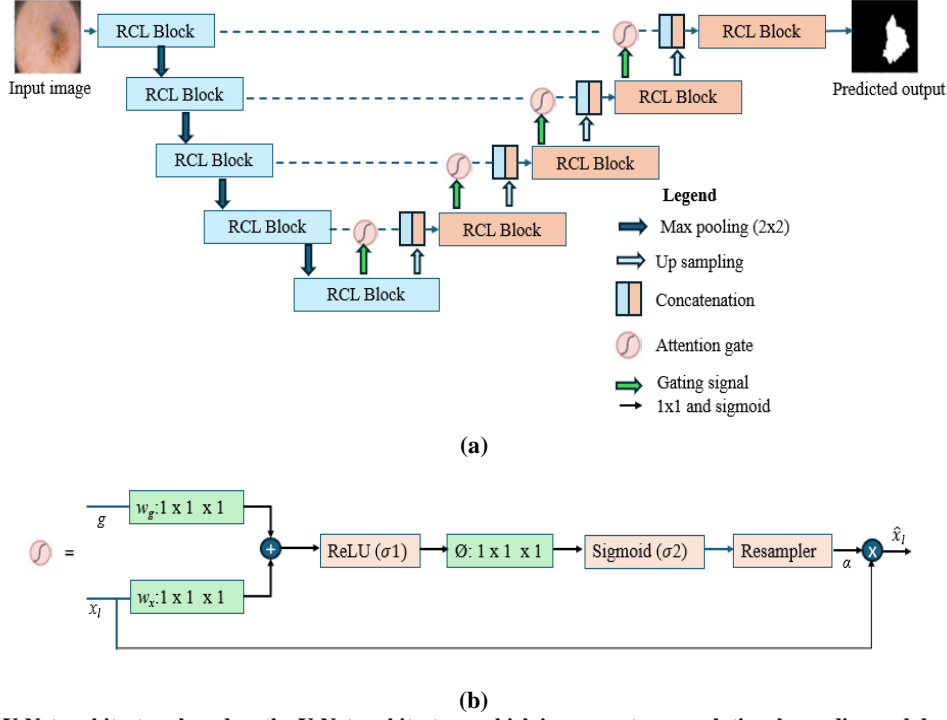 RCL Block
RCL Block
Input image
Predicted output
RCL Block
RCL Block
RCL Block
RCL Block
Legend
RCL Block
RCL Block
Max pooling (2x2)
Up sampling
RCL Block
Concatenation
Attention gate
Gating signal
1x1 and sigmoid
(a)
w_g:1 x 1 x 1
g
=
+
ReLU (σ1)
Ø: 1 x 1 x 1
Sigmoid (σ2)
Resampler
α
X
x̂_l
w_x:1 x 1 x 1
x_l
(b)